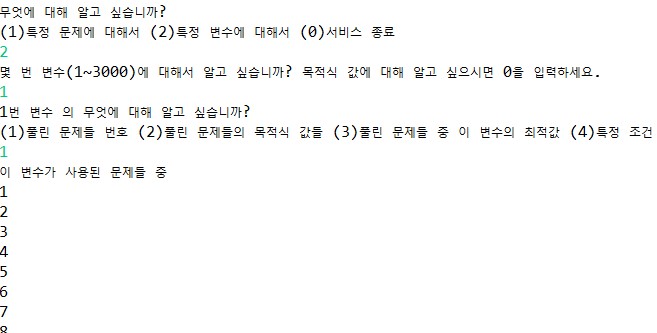 무엇에 대해 알고 싶습니까?
(1)특정 문제에 대해서 (2)특정 변수에 대해서 (0)서비스 종료
2
몇 번 변수(1~3000)에 대해서 알고 싶습니까? 목적식 값에 대해 알고 싶으시면 0을 입력하세요.
1
1번 변수 의 무엇에 대해 알고 싶습니까?
(1)풀린 문제들 번호 (2)풀린 문제들의 목적식 값들 (3)풀린 문제들 중 이 변수의 최적값 (4)특정 조건
1
이 변수가 사용된 문제들 중
1
2
3
4
5
6
7
8